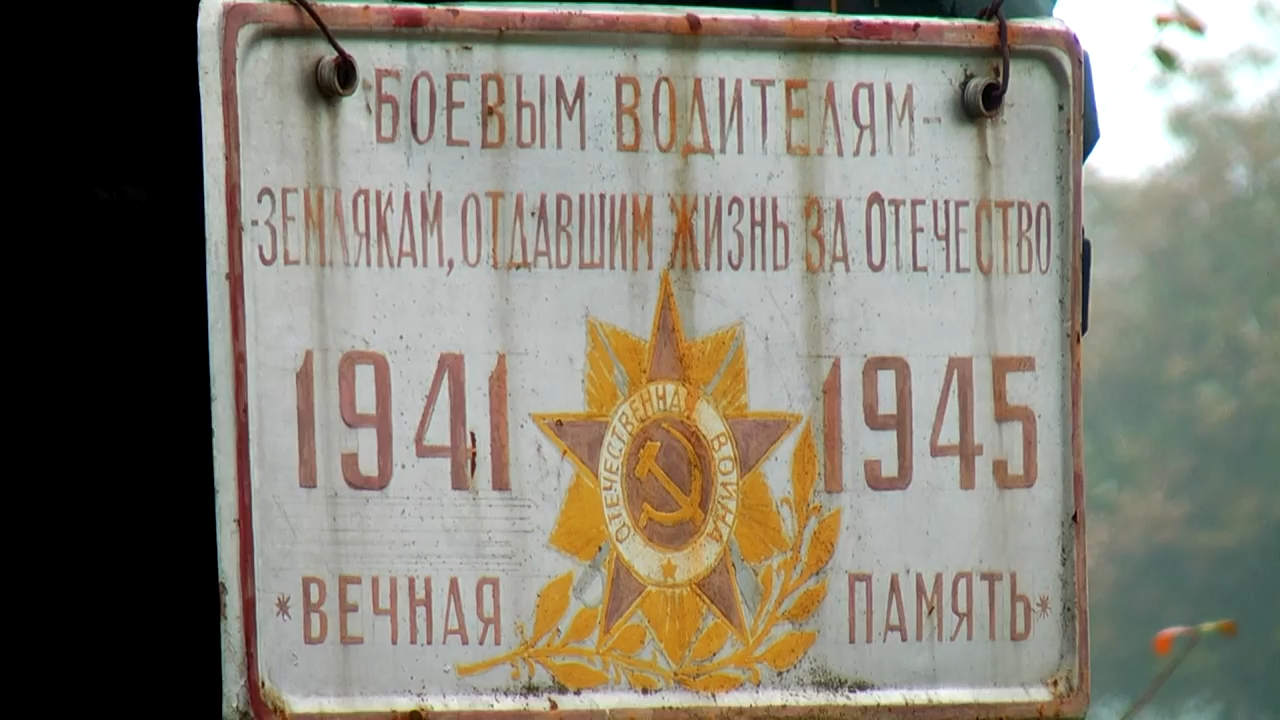 БОЕВЫМ ВОДИТЕЛЯМ-
-ЗЕМЛЯКАМ, ОТДАВШИМ ЖИЗНЬ ЗА ОТЕЧЕСТВО
1941 1945
ОТЕЧЕСТВЕННАЯ ВОЙНА
*ВЕЧНАЯ ПАМЯТЬ*